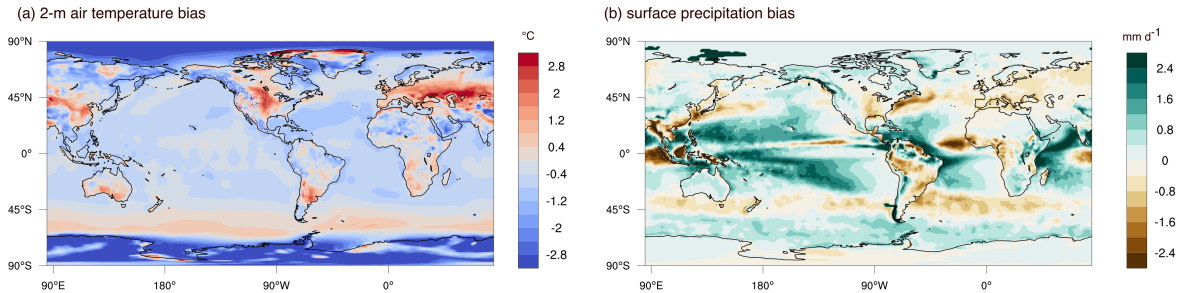 (a) 2-m air temperature bias
(b) surface precipitation bias
°C
mm d-1
90°N
45°N
0°
45°S
90°S
90°E
180°
90°W
0°
2.8
2
1.2
0.4
-0.4
-1.2
-2
-2.8
90°N
45°N
0°
45°S
90°S
90°E
180°
90°W
0°
2.4
1.6
0.8
0
-0.8
-1.6
-2.4